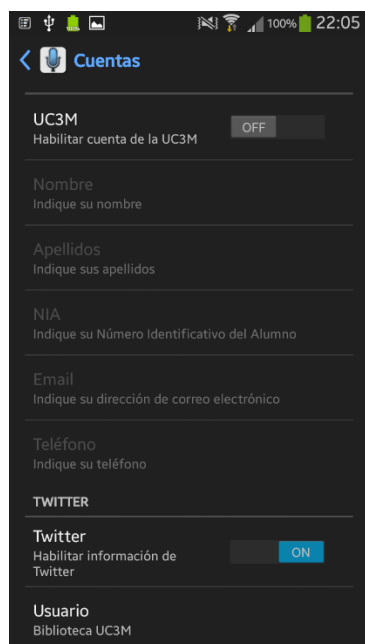 100% 22:05
Cuentas
UC3M
Habilitar cuenta de la UC3M
OFF
Nombre
Indique su nombre
Apellidos
Indique sus apellidos
NIA
Indique su Número Identificativo del Alumno
Email
Indique su dirección de correo electrónico
Teléfono
Indique su teléfono
TWITTER
Twitter
Habilitar información de
Twitter
ON
Usuario
Biblioteca UC3M